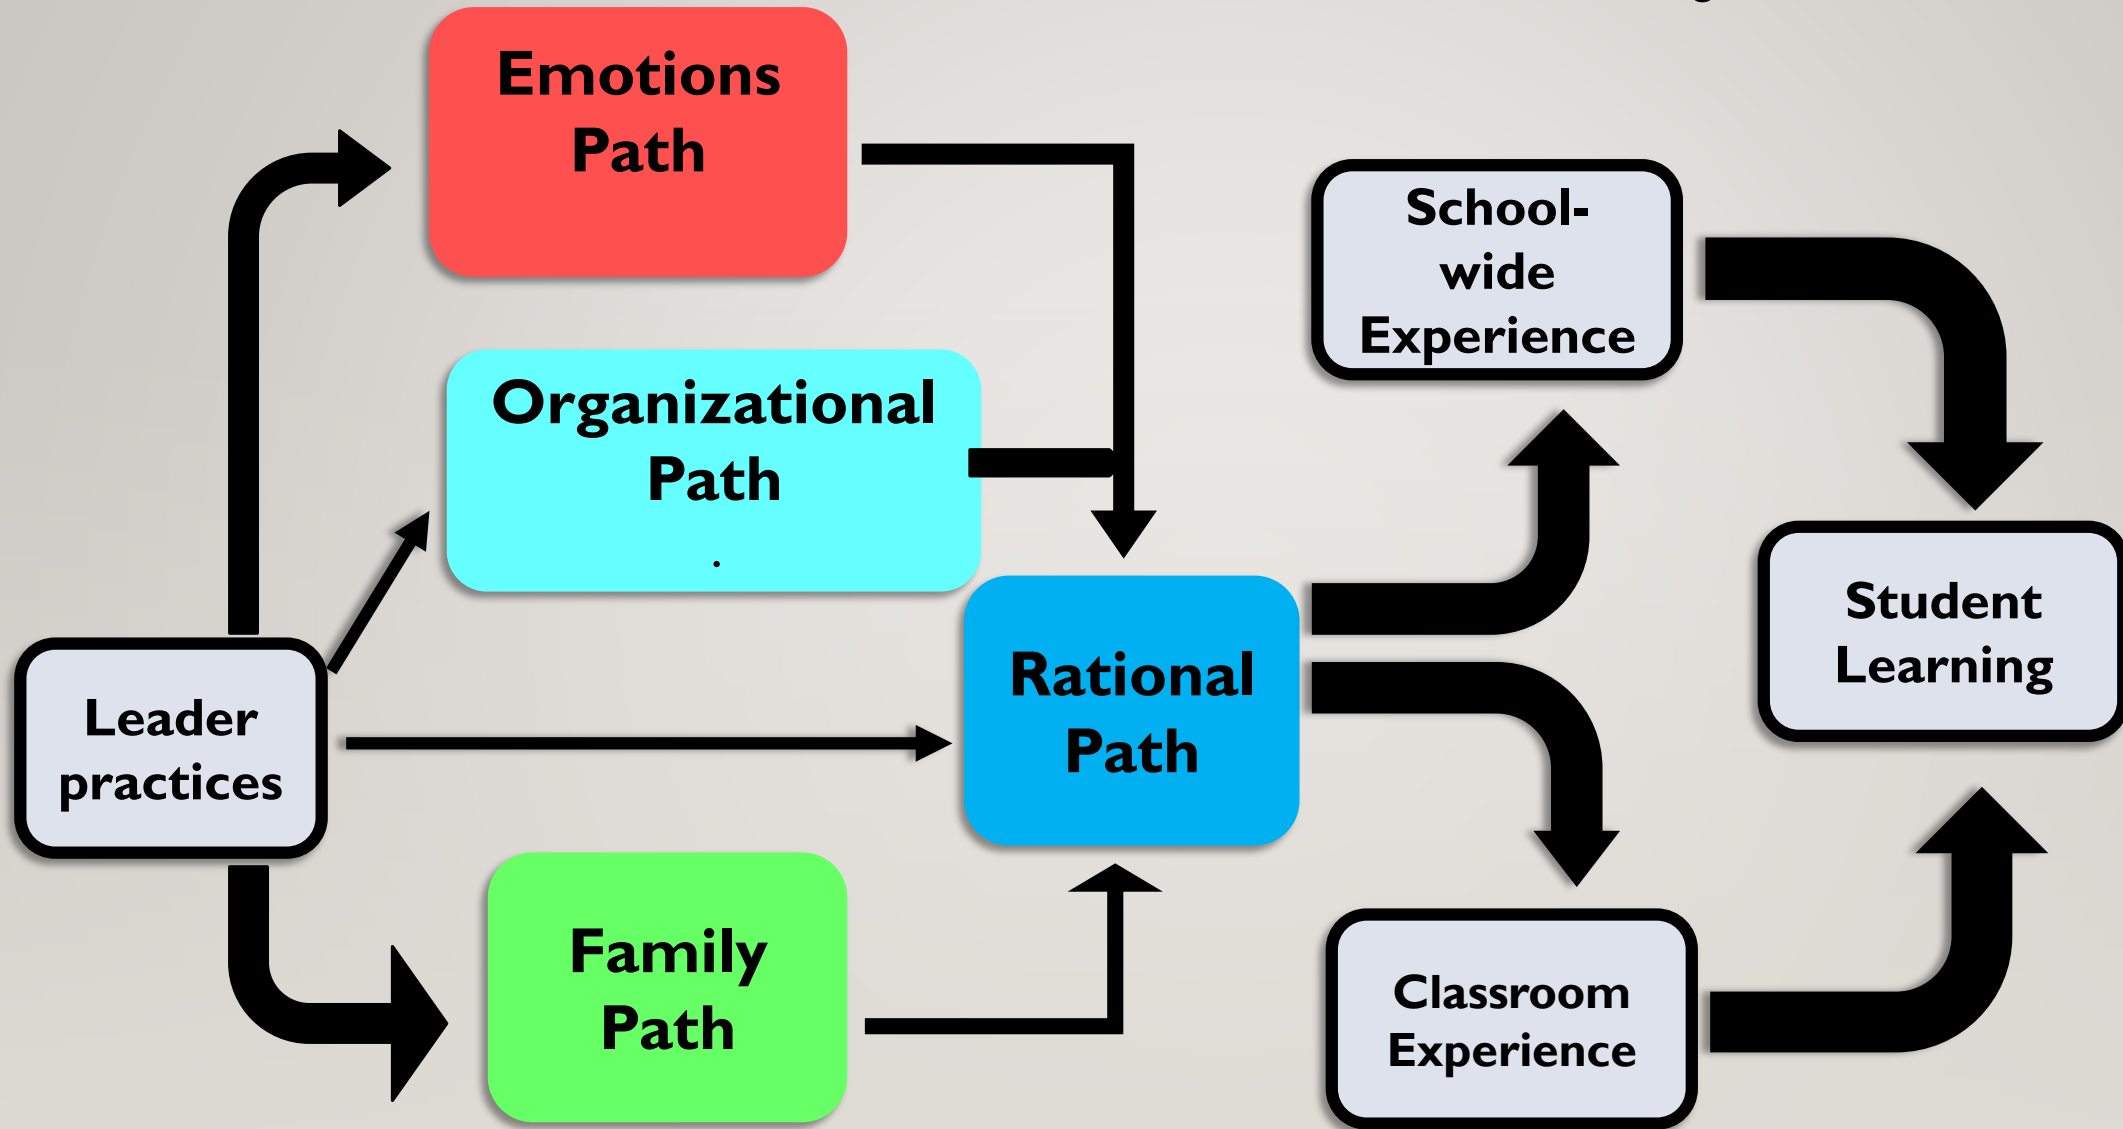 Emotions
Path
Organizational
Path
.
School-
wide
Experience
Student
Learning
Rational
Path
Leader
practices
Family
Path
Classroom
Experience